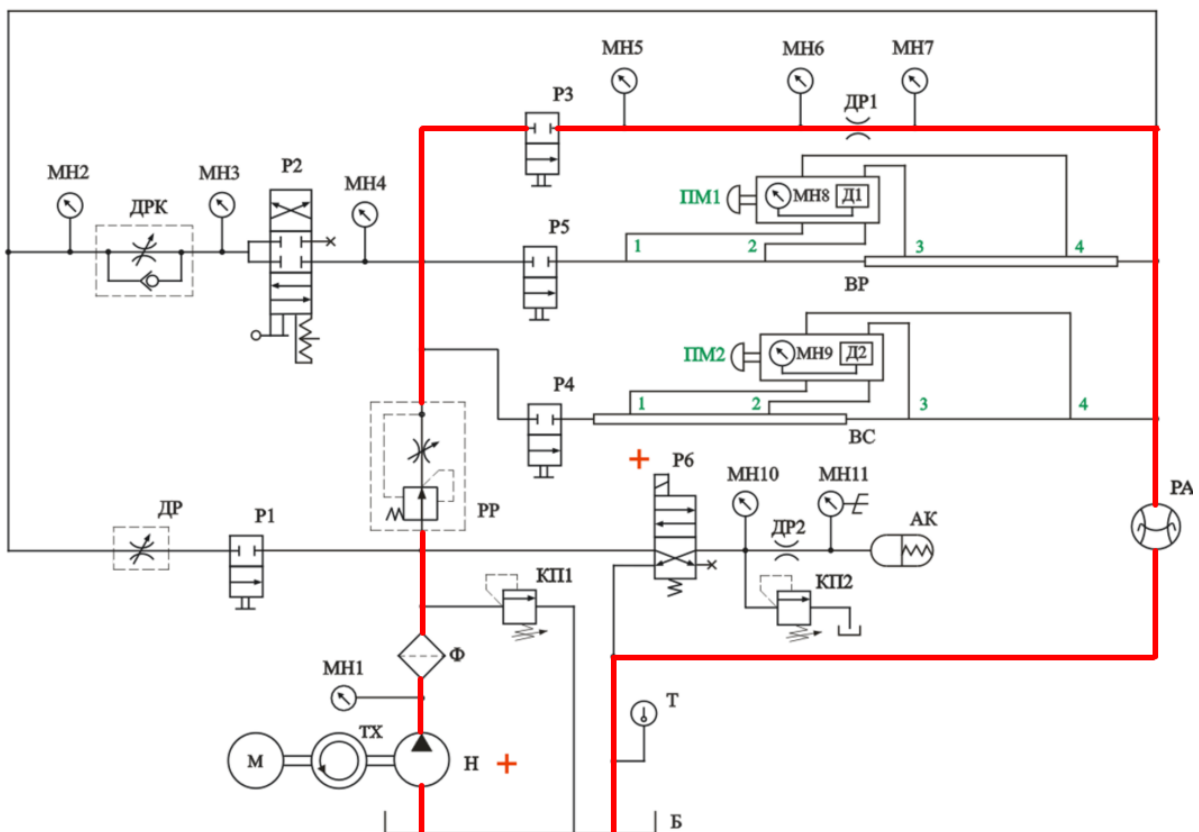 МН5
МН6
МН7
Р3
ДР1
МН2
МН3
Р2
МН4
ДРК
ПМ1
МН8
Д1
Р5
1
2
3
4
ВР
ПМ2
МН9
Д2
Р4
1
2
3
4
ВС
+
Р6
МН10
МН11
РА
РР
ДР
Р1
ДР2
АК
КП1
КП2
Ф
МН1
Т
ТХ
М
Н
+
Б